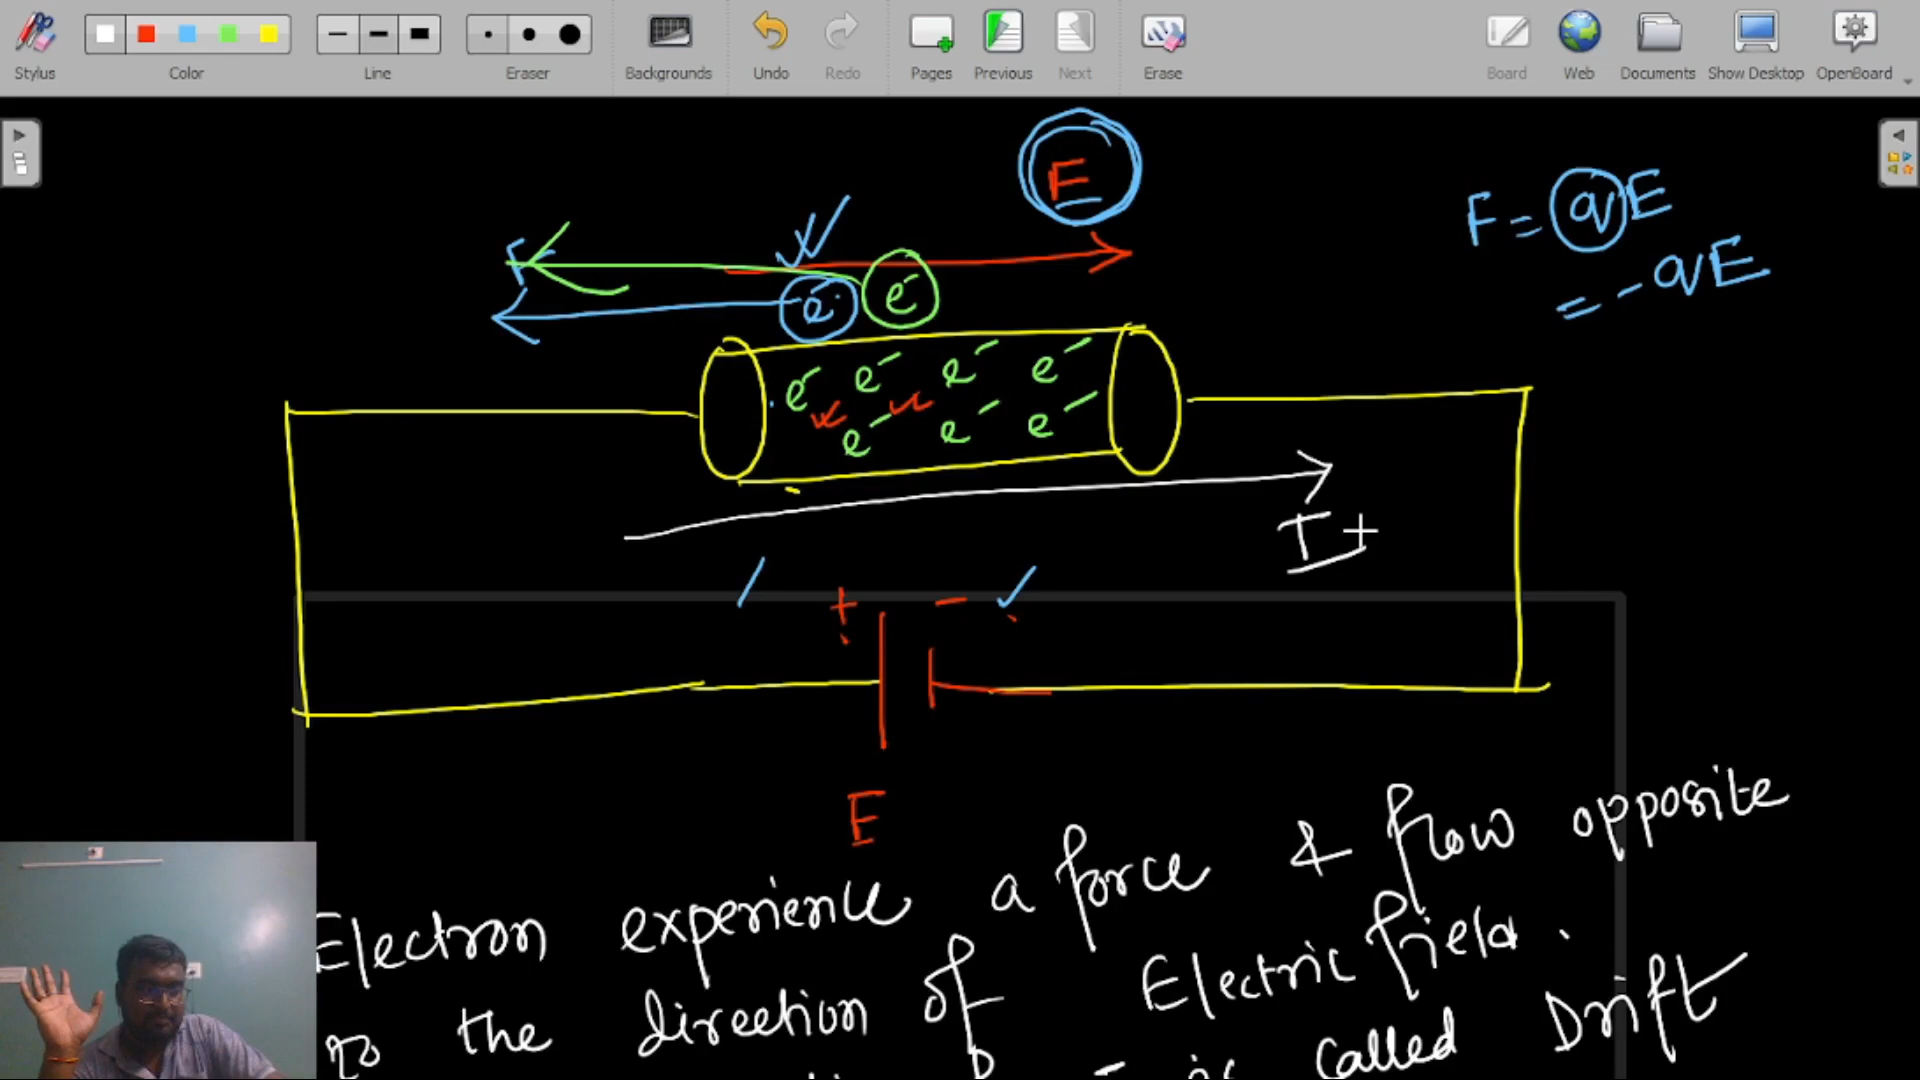 Stylus
Color
Line
Eraser
Backgrounds
Undo
Redo
Pages
Previous
Next
Erase
Board
Web
Documents
Show Desktop
OpenBoard
E
F = qE
= -qE
F
e-
e-
e- e- e- e-
e- e- e-
I +
+ -
E
Electron experience a force & flow opposite
to the direction of Electric field.
is called Drift